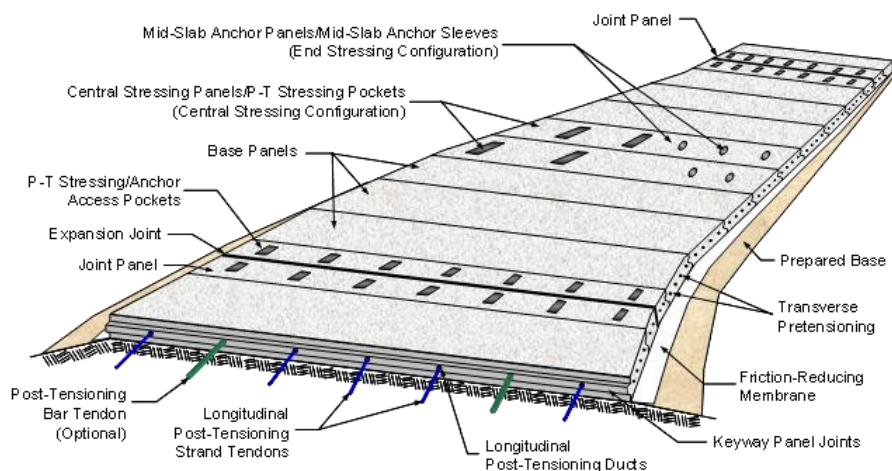 Mid-Slab Anchor Panels/Mid-Slab Anchor Sleeves
(End Stressing Configuration)
Joint Panel
Central Stressing Panels/P-T Stressing Pockets
(Central Stressing Configuration)
Base Panels
P-T Stressing/Anchor
Access Pockets
Expansion Joint
Joint Panel
Prepared Base
Transverse
Pretensioning
Friction-Reducing
Membrane
Keyway Panel Joints
Post-Tensioning
Bar Tendon
(Optional)
Longitudinal
Post-Tensioning
Strand Tendons
Longitudinal
Post-Tensioning Ducts